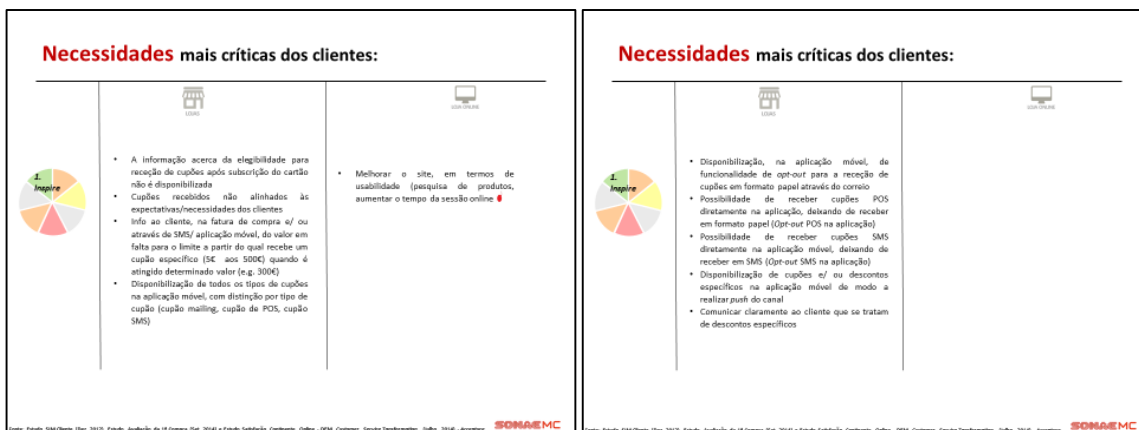 Necessidades mais críticas dos clientes:
LOJAS
LOJA ONLINE
1.
Inspire
• A informação acerca da elegibilidade para
receção de cupões após subscrição do cartão
não é disponibilizada
• Cupões recebidos não alinhados às
expectativas/necessidades dos clientes
• Info ao cliente, na fatura de compra e/ ou
através de SMS/ aplicação móvel, do valor em
falta para o limite a partir do qual recebe um
cupão específico (5€ aos 500€) quando é
atingido determinado valor (e.g. 300€)
• Disponibilização de todos os tipos de cupões
na aplicação móvel, com distinção por tipo de
cupão (cupão mailing, cupão de POS, cupão
SMS)
• Melhorar o site, em termos de
usabilidade (pesquisa de produtos,
aumentar o tempo da sessão online
SONAE MC
Necessidades mais críticas dos clientes:
LOJAS
LOJA ONLINE
1.
Inspire
• Disponibilização, na aplicação móvel, de
funcionalidade de opt-out para a receção de
cupões em formato papel através do correio
• Possibilidade de receber cupões POS
diretamente na aplicação, deixando de receber
em formato papel (Opt-out POS na aplicação)
• Possibilidade de receber cupões SMS
diretamente na aplicação móvel, deixando de
receber em SMS (Opt-out SMS na aplicação)
• Disponibilização de cupões e/ ou descontos
específicos na aplicação móvel de modo a
realizar push do canal
• Comunicar claramente ao cliente que se tratam
de descontos específicos
SONAE MC